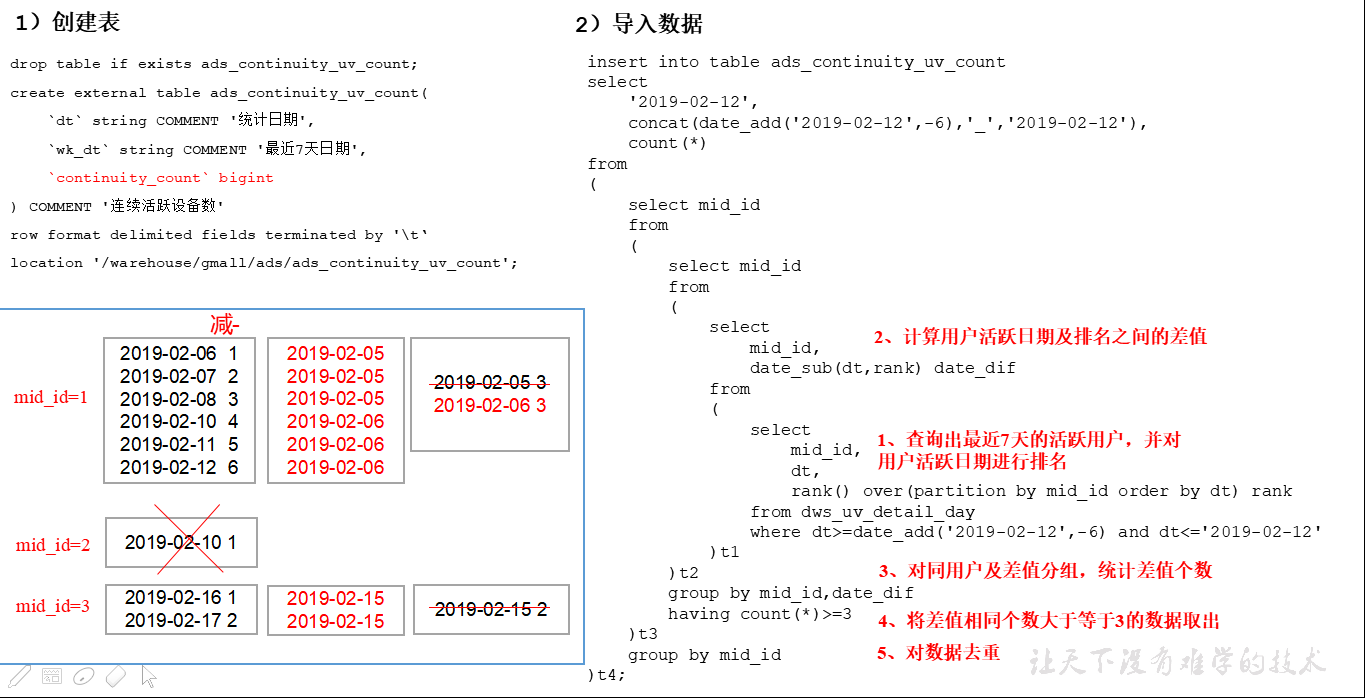 1）创建表
drop table if exists ads_continuity_uv_count;
create external table ads_continuity_uv_count(
`dt` string COMMENT '统计日期',
`wk_dt` string COMMENT '最近7天日期',
`continuity_count` bigint
) COMMENT '连续活跃设备数'
row format delimited fields terminated by '\t'
location '/warehouse/gmall/ads/ads_continuity_uv_count';
减-
mid_id=1
2019-02-06 1
2019-02-07 2
2019-02-08 3
2019-02-10 4
2019-02-11 5
2019-02-12 6
2019-02-05
2019-02-05
2019-02-05
2019-02-06
2019-02-06
2019-02-06
2019-02-05 3
2019-02-06 3
mid_id=2
2019-02-10 1
mid_id=3
2019-02-16 1
2019-02-17 2
2019-02-15
2019-02-15
2019-02-15 2
2）导入数据
insert into table ads_continuity_uv_count
select
'2019-02-12',
concat(date_add('2019-02-12',-6),'_','2019-02-12'),
count(*)
from
(
select mid_id
from
(
select mid_id
from
(
select
mid_id,
date_sub(dt,rank) date_dif
2、计算用户活跃日期及排名之间的差值
from
(
select
mid_id,
dt,
rank() over(partition by mid_id order by dt) rank
1、查询出最近7天的活跃用户，并对
用户活跃日期进行排名
from dws_uv_detail_day
where dt>=date_add('2019-02-12',-6) and dt<='2019-02-12'
)t1
)t2
3、对同用户及差值分组，统计差值个数
group by mid_id,date_dif
having count(*)>=3
4、将差值相同个数大于等于3的数据取出
)t3
group by mid_id
5、对数据去重
)t4;
让天下没有难学的技术